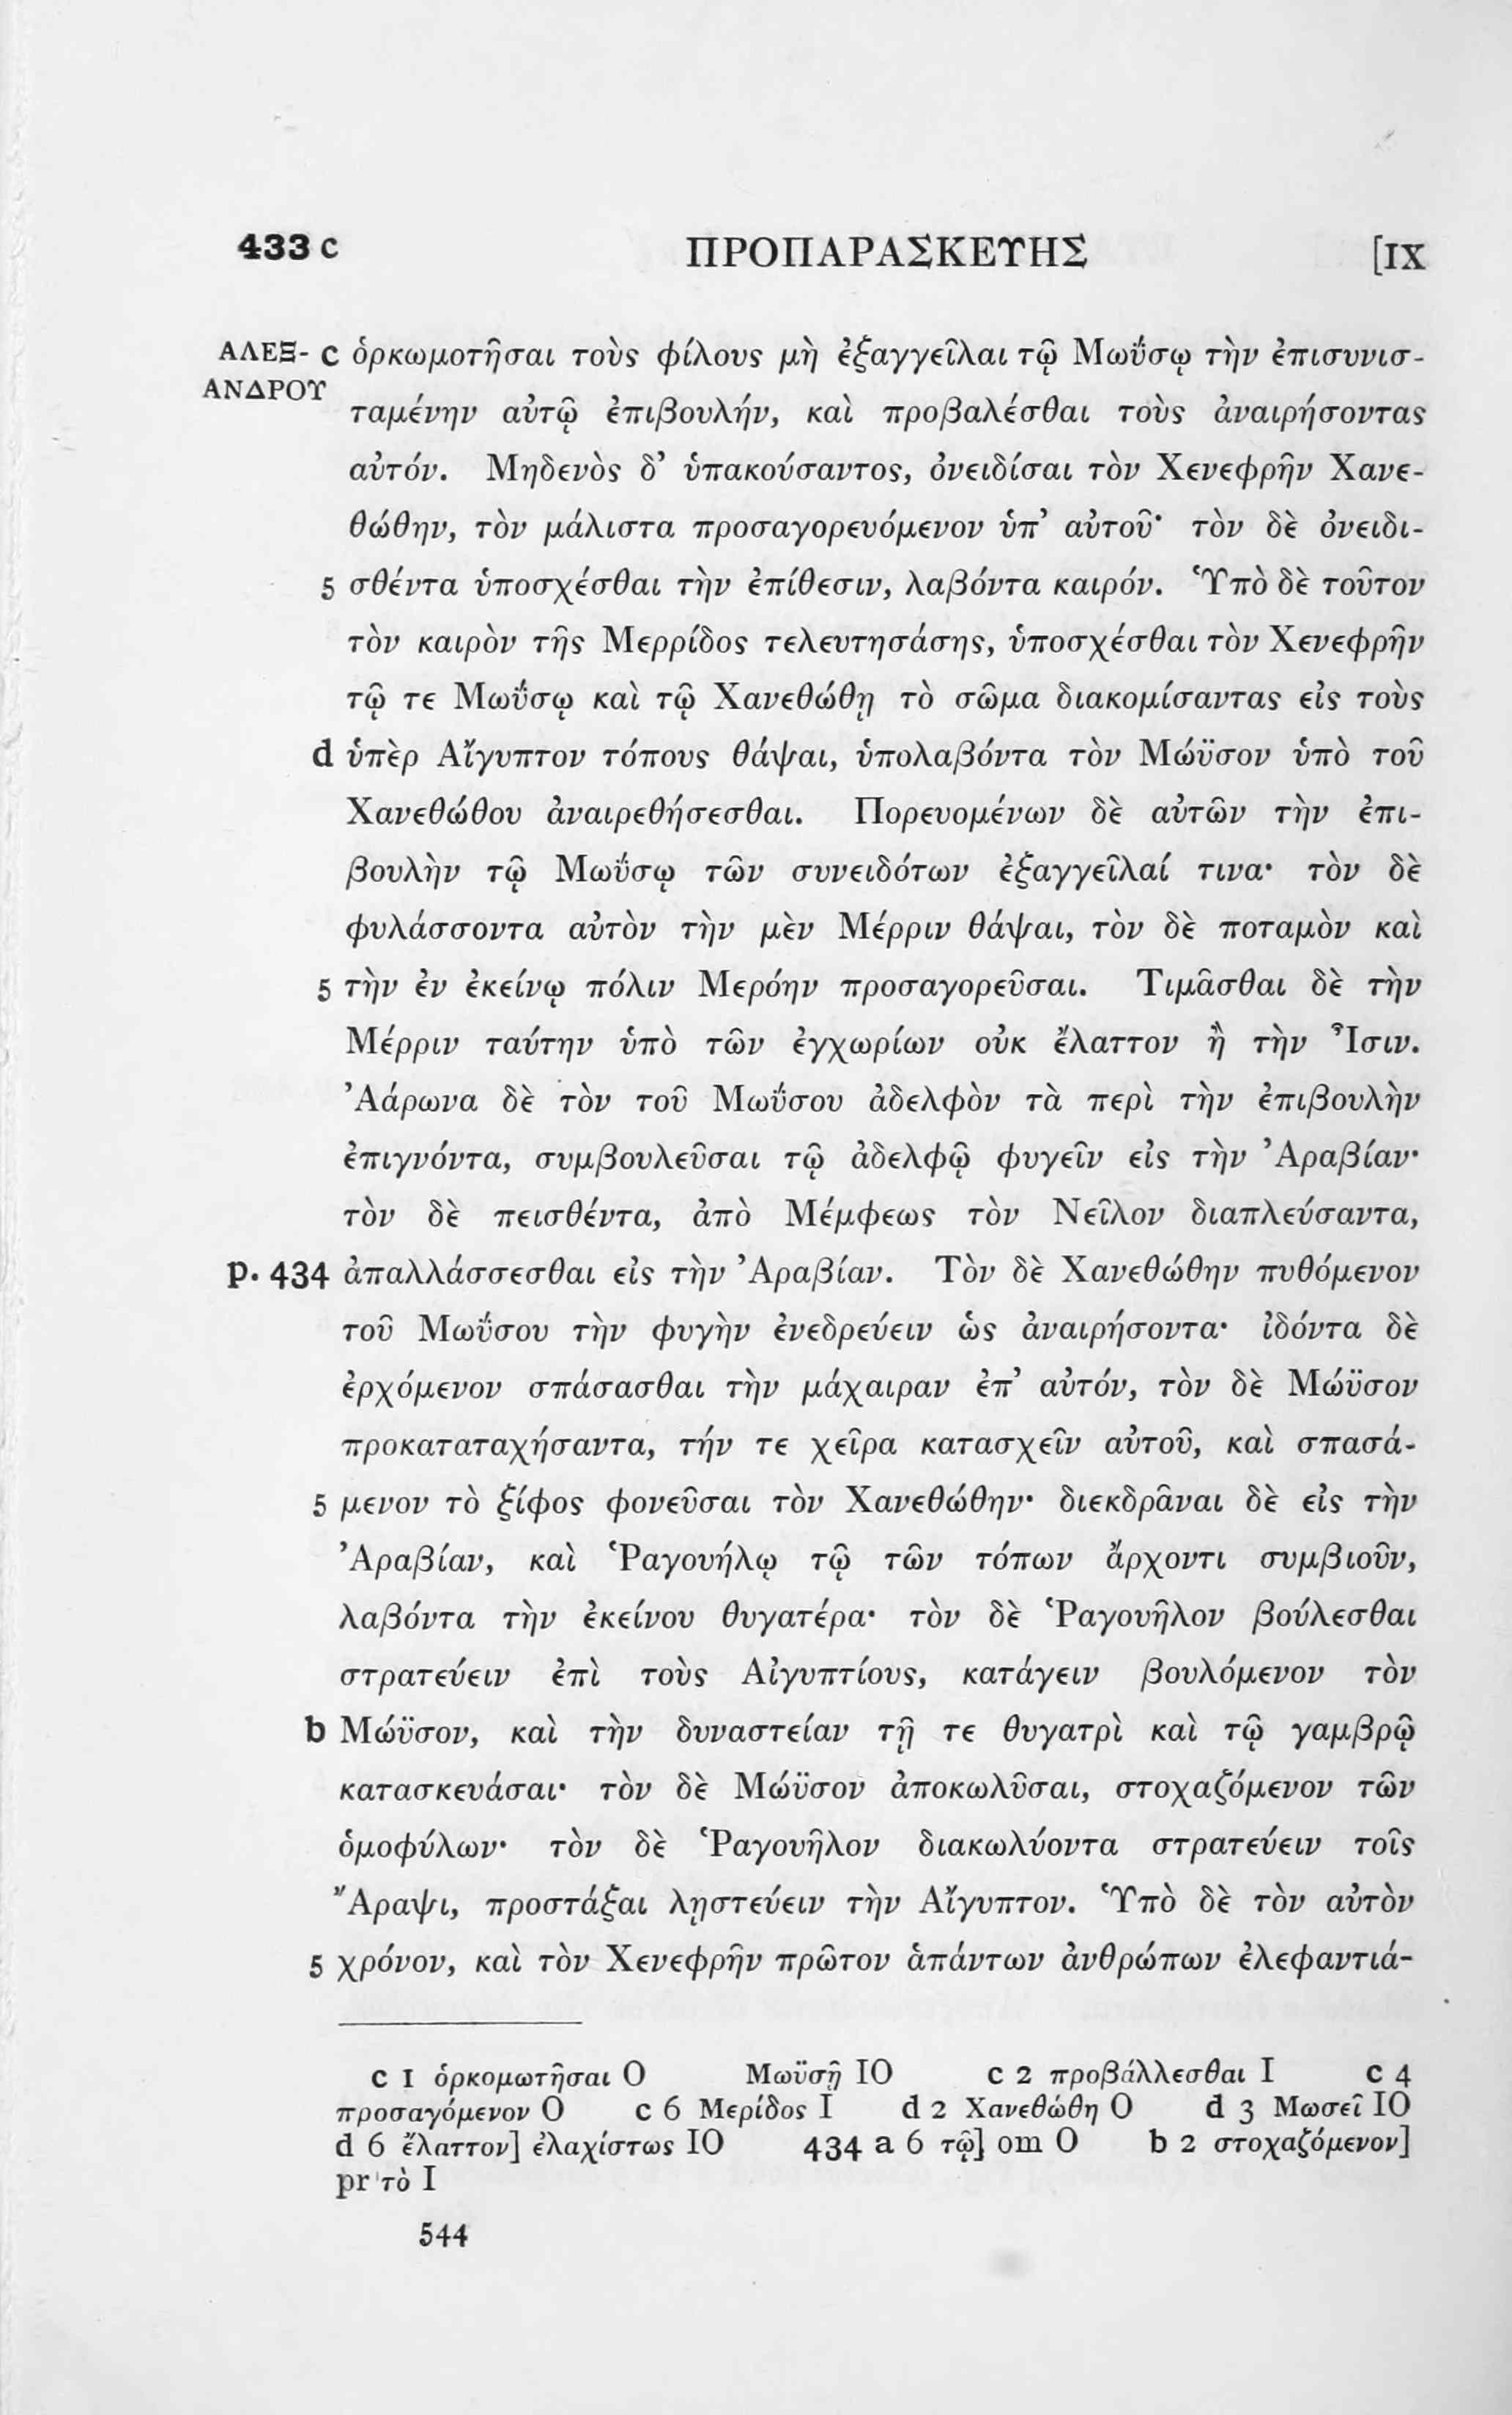 433 c ΠΡΟΠΑΡΑΣΚΕΥΗΣ [IX
ΑΛΕΞ- c ὁρκωμοτῆσαι τοὺς φίλους μὴ ἐξαγγεῖλαι τῷ Μωΰσῳ τὴν ἐπισυνισ-
ΑΝΔΡΟΥ
ταμένην αὐτῷ ἐπιβουλήν, καὶ προβαλέσθαι τοὺς ἀναιρήσοντας
αὐτόν. Μηδενὸς δ’ ὑπακούσαντος, ὀνειδίσαι τὸν Χενεφρῆν Χανε-
θώθην, τὸν μάλιστα προσαγορευόμενον ὑπ’ αὐτοῦ· τὸν δὲ ὀνειδι-
5 σθέντα ὑποσχέσθαι τὴν ἐπίθεσιν, λαβόντα καιρόν. Ὑπὸ δὲ τοῦτον
τὸν καιρὸν τῆς Μερρίδος τελευτησάσης, ὑποσχέσθαι τὸν Χενεφρῆν
τῷ τε Μωΰσῳ καὶ τῷ Χανεθώθῃ τὸ σῶμα διακομίσαντας εἰς τοὺς
d ὑπὲρ Αἴγυπτον τόπους θάψαι, ὑπολαβόντα τὸν Μώϋσον ὑπὸ τοῦ
Χανεθώθου ἀναιρεθήσεσθαι. Πορευομένων δὲ αὐτῶν τὴν ἐπι-
βουλὴν τῷ Μωΰσῳ τῶν συνειδότων ἐξαγγεῖλαί τινα· τὸν δὲ
φυλάσσοντα αὐτὸν τὴν μὲν Μέρριν θάψαι, τὸν δὲ ποταμὸν καὶ
5 τὴν ἐν ἐκείνῳ πόλιν Μερόην προσαγορεῦσαι. Τιμᾶσθαι δὲ τὴν
Μέρριν ταύτην ὑπὸ τῶν ἐγχωρίων οὐκ ἔλαττον ἢ τὴν Ἶσιν.
Ἀάρωνα δὲ τὸν τοῦ Μωΰσου ἀδελφὸν τὰ περὶ τὴν ἐπιβουλὴν
ἐπιγνόντα, συμβουλεῦσαι τῷ ἀδελφῷ φυγεῖν εἰς τὴν Ἀραβίαν·
τὸν δὲ πεισθέντα, ἀπὸ Μέμφεως τὸν Νεῖλον διαπλεύσαντα,
p. 434 ἀπαλλάσσεσθαι εἰς τὴν Ἀραβίαν. Τὸν δὲ Χανεθώθην πυθόμενον
τοῦ Μωΰσου τὴν φυγὴν ἐνεδρεύειν ὡς ἀναιρήσοντα· ἰδόντα δὲ
ἐρχόμενον σπάσασθαι τὴν μάχαιραν ἐπ’ αὐτόν, τὸν δὲ Μώϋσον
προκαταταχήσαντα, τήν τε χεῖρα κατασχεῖν αὐτοῦ, καὶ σπασά-
5 μενον τὸ ξίφος φονεῦσαι τὸν Χανεθώθην· διεκδρᾶναι δὲ εἰς τὴν
Ἀραβίαν, καὶ Ῥαγουήλῳ τῷ τῶν τόπων ἄρχοντι συμβιοῦν,
λαβόντα τὴν ἐκείνου θυγατέρα· τὸν δὲ Ῥαγουῆλον βούλεσθαι
στρατεύειν ἐπὶ τοὺς Αἰγυπτίους, κατάγειν βουλόμενον τὸν
b Μώϋσον, καὶ τὴν δυναστείαν τῇ τε θυγατρὶ καὶ τῷ γαμβρῷ
κατασκευάσαι· τὸν δὲ Μώϋσον ἀποκωλῦσαι, στοχαζόμενον τῶν
ὁμοφύλων· τὸν δὲ Ῥαγουῆλον διακωλύοντα στρατεύειν τοῖς
Ἄραψι, προστάξαι λῃστεύειν τὴν Αἴγυπτον. Ὑπὸ δὲ τὸν αὐτὸν
5 χρόνον, καὶ τὸν Χενεφρῆν πρῶτον ἁπάντων ἀνθρώπων ἐλεφαντιά-
c 1 ὁρκομωτῆσαι O Μωϋσῇ IO c 2 προβάλλεσθαι I c 4
προσαγόμενον O c 6 Μερίδος I d 2 Χανεθώθη O d 3 Μωσεῖ IO
d 6 ἔλαττον] ἐλαχίστως IO 434 a 6 τῷ] om O b 2 στοχαζόμενον]
pr τὸ I
544